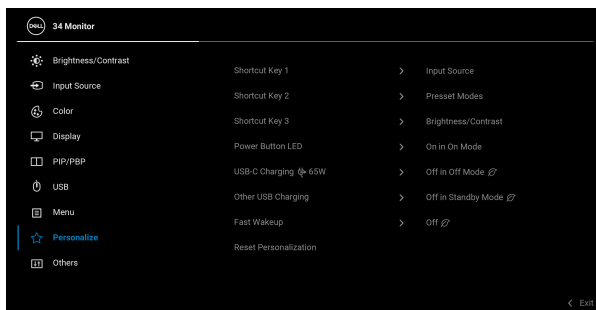 DELL 34 Monitor
Brightness/Contrast
Input Source
Color
Display
PIP/PBP
USB
Menu
Personalize
Others
Shortcut Key 1 > Input Source
Shortcut Key 2 > Presset Modes
Shortcut Key 3 > Brightness/Contrast
Power Button LED > On in On Mode
USB-C Charging 65W > Off in Off Mode
Other USB Charging > Off in Standby Mode
Fast Wakeup > Off
Reset Personalization
< Exit